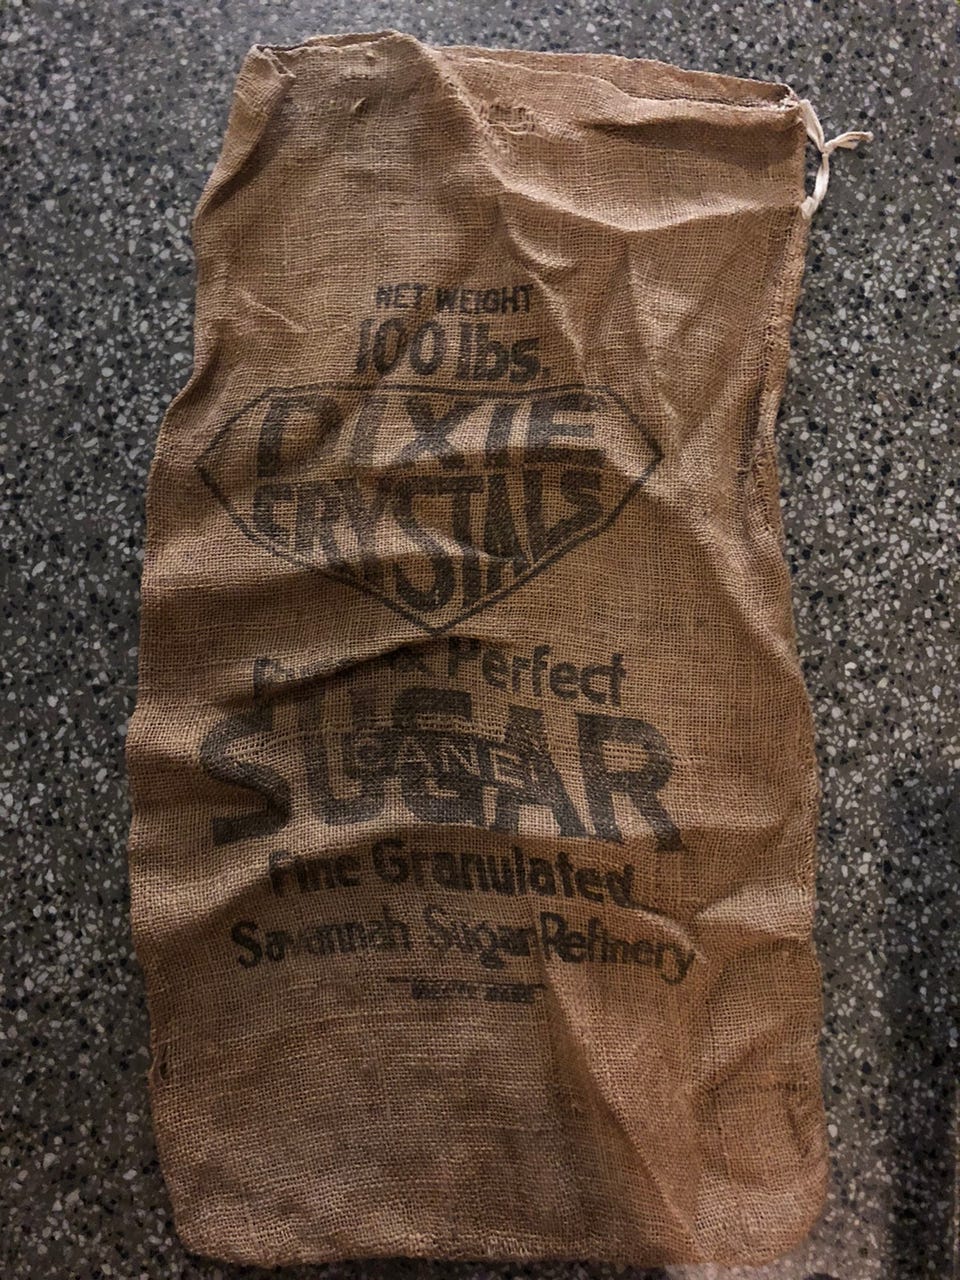 NET WEIGHT
100 lbs.
DIXIE
CRYSTALS
& Perfect
SUGAR
CANE
Fine Granulated
Savannah Sugar Refinery